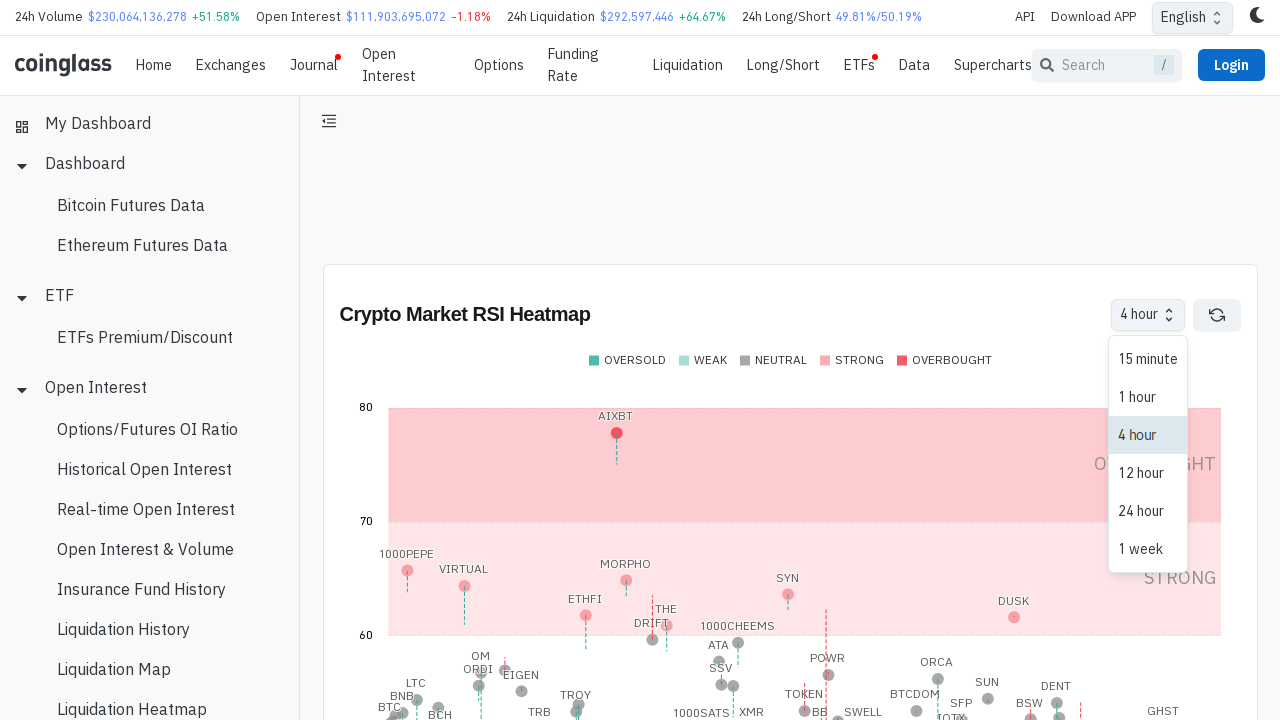 24h Volume $230,064,136,278 +51.58% Open Interest $111,903,695,072 -1.18% 24h Liquidation $292,597,446 +64.67% 24h Long/Short 49.81%/50.19% API Download APP English
coinglass Home Exchanges Journal Open Interest Options Funding Rate Liquidation Long/Short ETFs Data Supercharts Search / Login
My Dashboard
Dashboard
Bitcoin Futures Data
Ethereum Futures Data
ETF
ETFs Premium/Discount
Open Interest
Options/Futures OI Ratio
Historical Open Interest
Real-time Open Interest
Open Interest & Volume
Insurance Fund History
Liquidation History
Liquidation Map
Liquidation Heatmap
Crypto Market RSI Heatmap
4 hour
15 minute
1 hour
4 hour
12 hour
24 hour
1 week
OVERSOLD WEAK NEUTRAL STRONG OVERBOUGHT
80
AIXBT
70
1000PEPE
VIRTUAL
MORPHO
STRONG
SYN
ETHFI
THE
DUSK
DRIFT
1000CHEEMS
60
ATA
OM
POWR
ORCA
ORDI
SSV
EIGEN
LTC
DENT
BNB
TROY
TOKEN
BTCDOM
SFP
BSW
BTC
BCH
TRB
1000SATS
XMR
BB
SWELL
IOTX
GHST
SUN